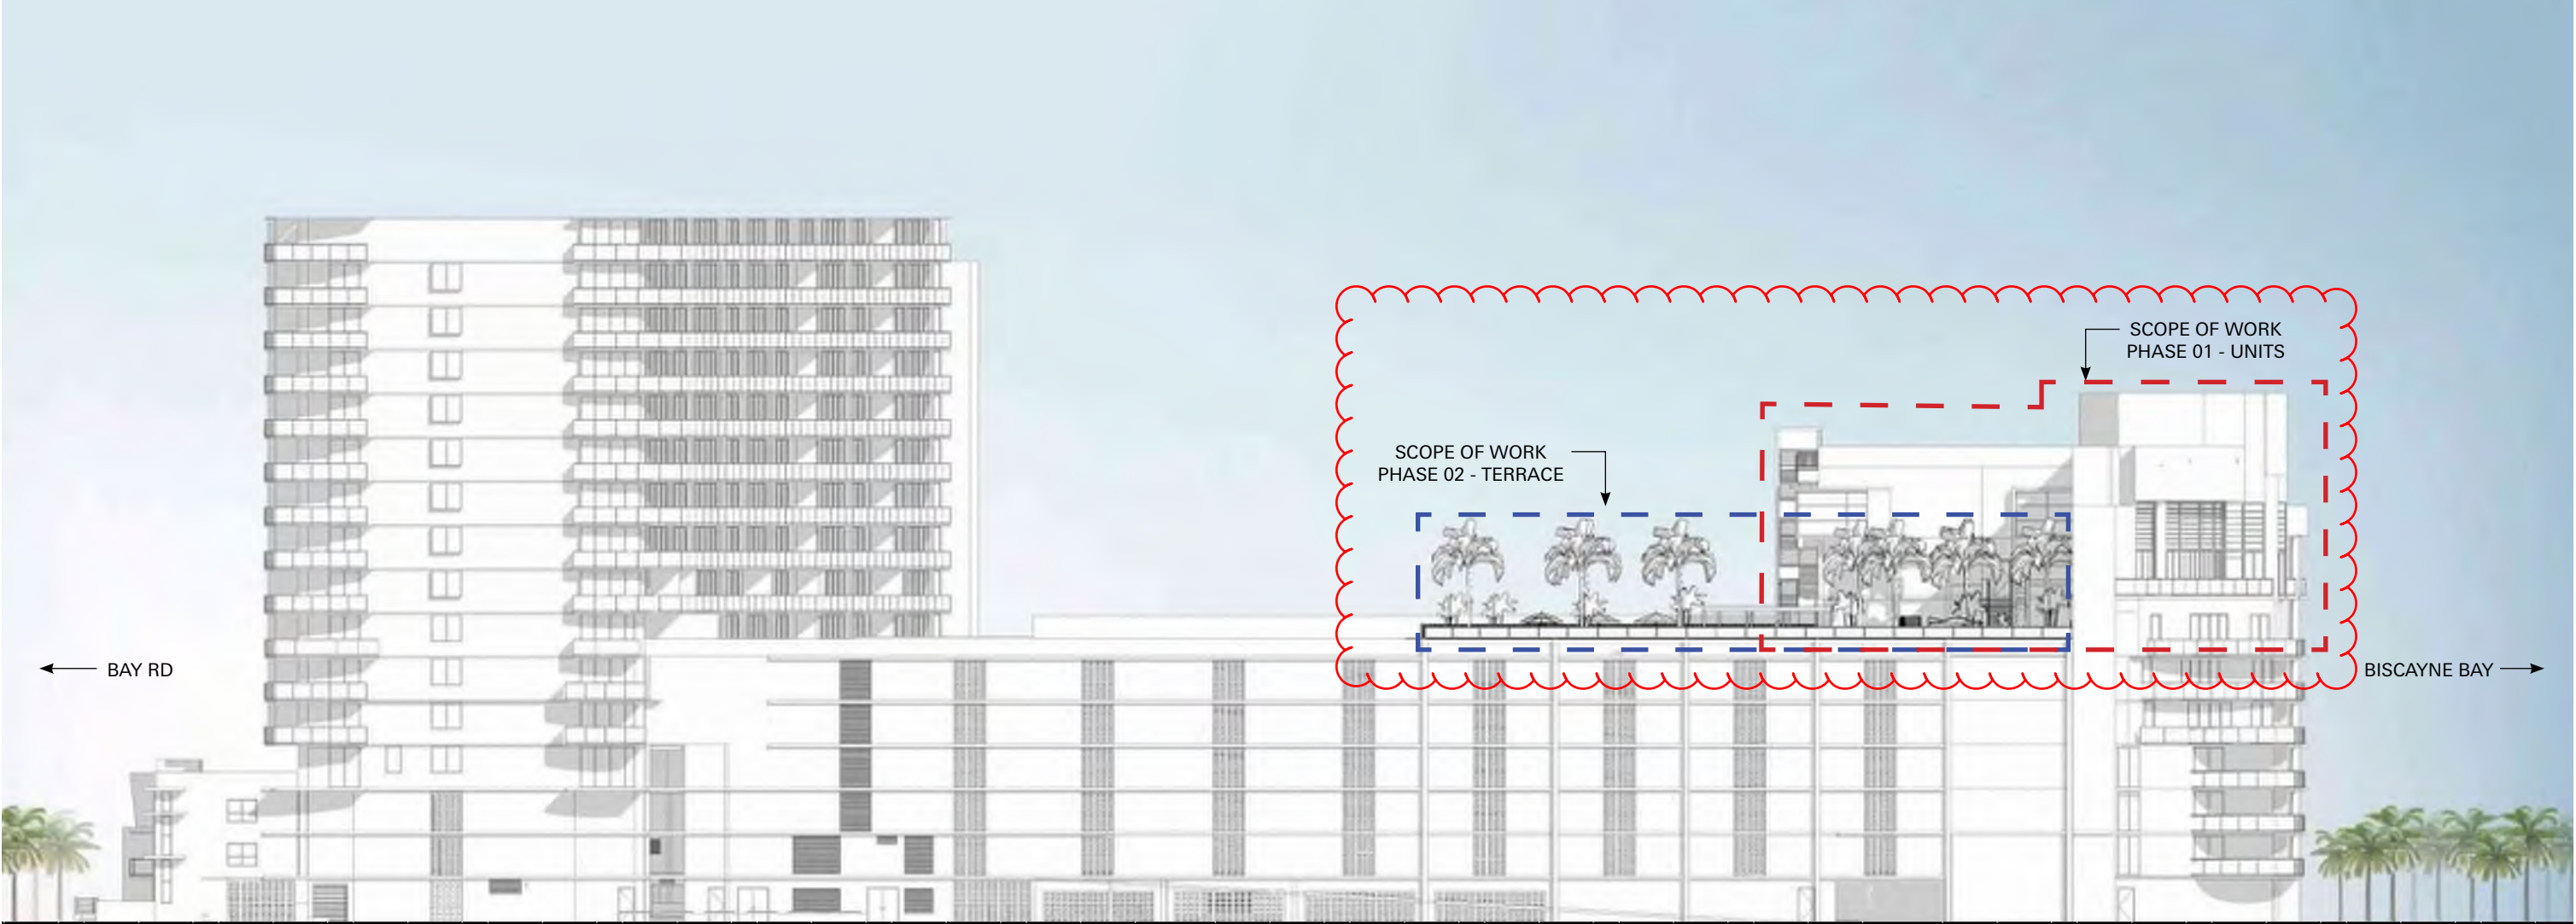 SCOPE OF WORK
PHASE 01 - UNITS
SCOPE OF WORK
PHASE 02 - TERRACE
BAY RD
BISCAYNE BAY